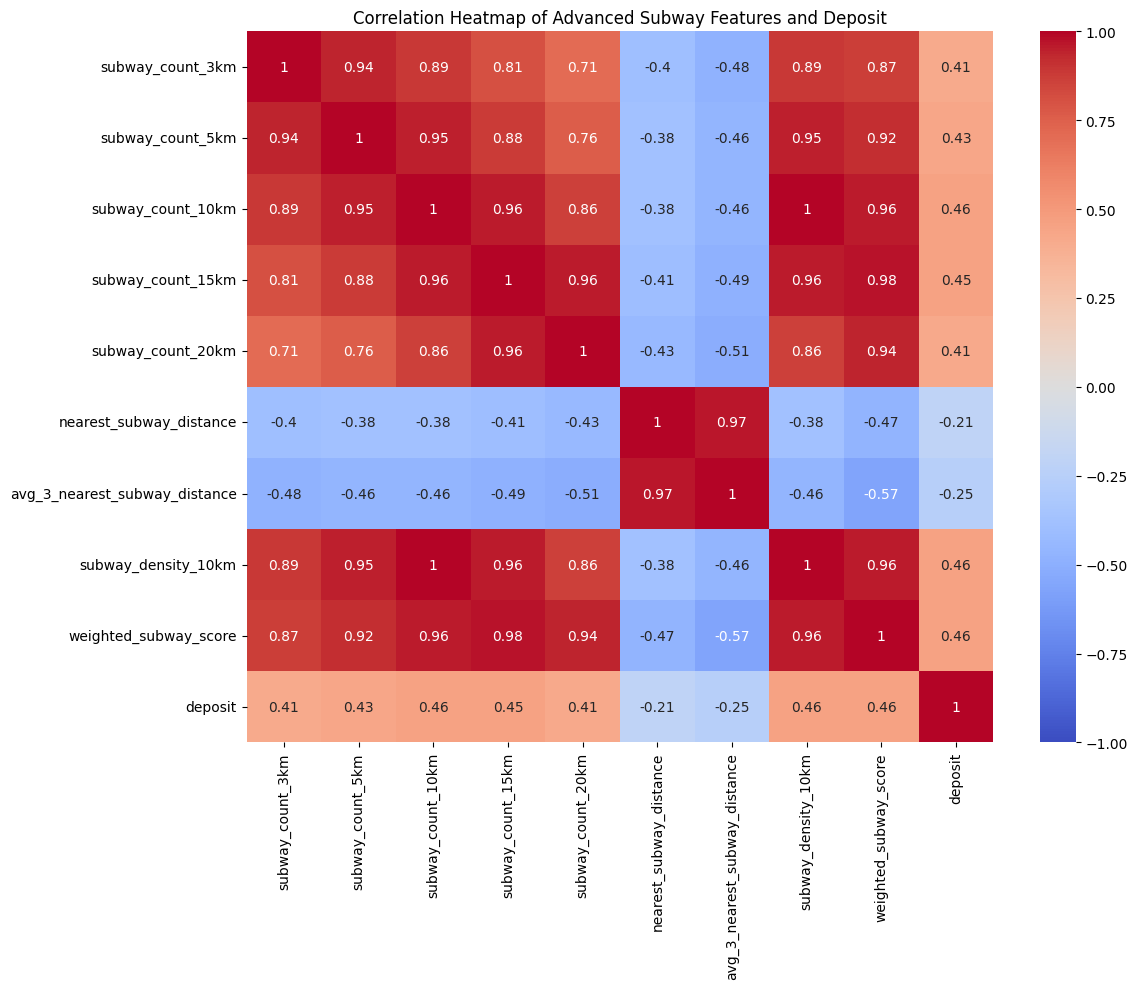 Correlation Heatmap of Advanced Subway Features and Deposit
subway_count_3km 1 0.94 0.89 0.81 0.71 -0.4 -0.48 0.89 0.87 0.41
subway_count_5km 0.94 1 0.95 0.88 0.76 -0.38 -0.46 0.95 0.92 0.43
subway_count_10km 0.89 0.95 1 0.96 0.86 -0.38 -0.46 1 0.96 0.46
subway_count_15km 0.81 0.88 0.96 1 0.96 -0.41 -0.49 0.96 0.98 0.45
subway_count_20km 0.71 0.76 0.86 0.96 1 -0.43 -0.51 0.86 0.94 0.41
nearest_subway_distance -0.4 -0.38 -0.38 -0.41 -0.43 1 0.97 -0.38 -0.47 -0.21
avg_3_nearest_subway_distance -0.48 -0.46 -0.46 -0.49 -0.51 0.97 1 -0.46 -0.57 -0.25
subway_density_10km 0.89 0.95 1 0.96 0.86 -0.38 -0.46 1 0.96 0.46
weighted_subway_score 0.87 0.92 0.96 0.98 0.94 -0.47 -0.57 0.96 1 0.46
deposit 0.41 0.43 0.46 0.45 0.41 -0.21 -0.25 0.46 0.46 1
subway_count_3km
subway_count_5km
subway_count_10km
subway_count_15km
subway_count_20km
nearest_subway_distance
avg_3_nearest_subway_distance
subway_density_10km
weighted_subway_score
deposit
1.00
0.75
0.50
0.25
0.00
−0.25
−0.50
−0.75
−1.00